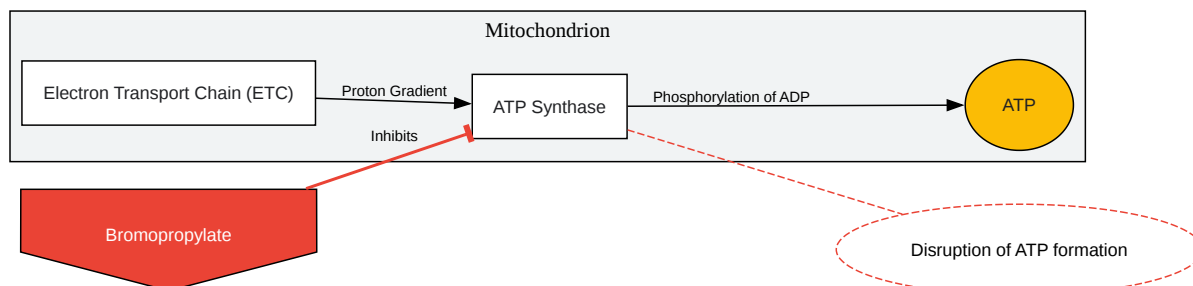 Mitochondrion
Electron Transport Chain (ETC)
Proton Gradient
ATP Synthase
Phosphorylation of ADP
ATP
Inhibits
Bromopropylate
Disruption of ATP formation